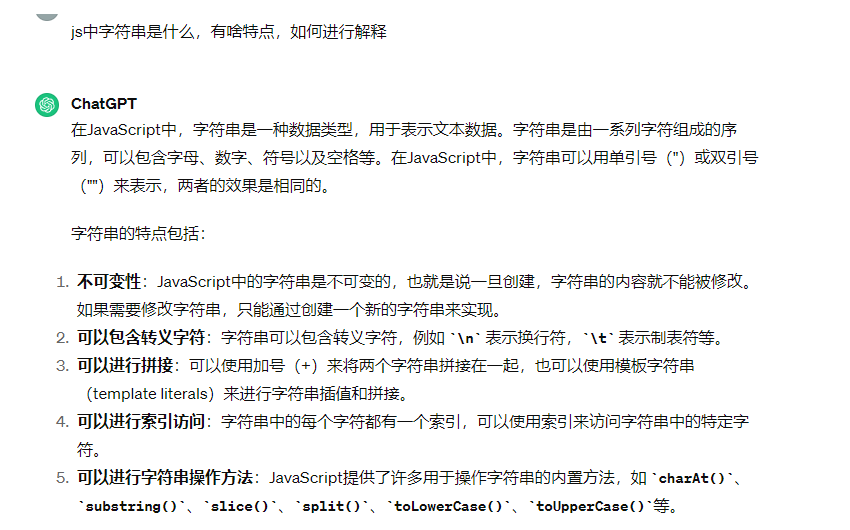 js中字符串是什么，有啥特点，如何进行解释
ChatGPT
在JavaScript中，字符串是一种数据类型，用于表示文本数据。字符串是由一系列字符组成的序
列，可以包含字母、数字、符号以及空格等。在JavaScript中，字符串可以用单引号（''）或双引号
（""）来表示，两者的效果是相同的。
字符串的特点包括：
1. 不可变性：JavaScript中的字符串是不可变的，也就是说一旦创建，字符串的内容就不能被修改。
如果需要修改字符串，只能通过创建一个新的字符串来实现。
2. 可以包含转义字符：字符串可以包含转义字符，例如 `\n` 表示换行符，`\t` 表示制表符等。
3. 可以进行拼接：可以使用加号（+）来将两个字符串拼接在一起，也可以使用模板字符串
（template literals）来进行字符串插值和拼接。
4. 可以进行索引访问：字符串中的每个字符都有一个索引，可以使用索引来访问字符串中的特定字
符。
5. 可以进行字符串操作方法：JavaScript提供了许多用于操作字符串的内置方法，如 `charAt()`、
`substring()`、`slice()`、`split()`、`toLowerCase()`、`toUpperCase()`等。